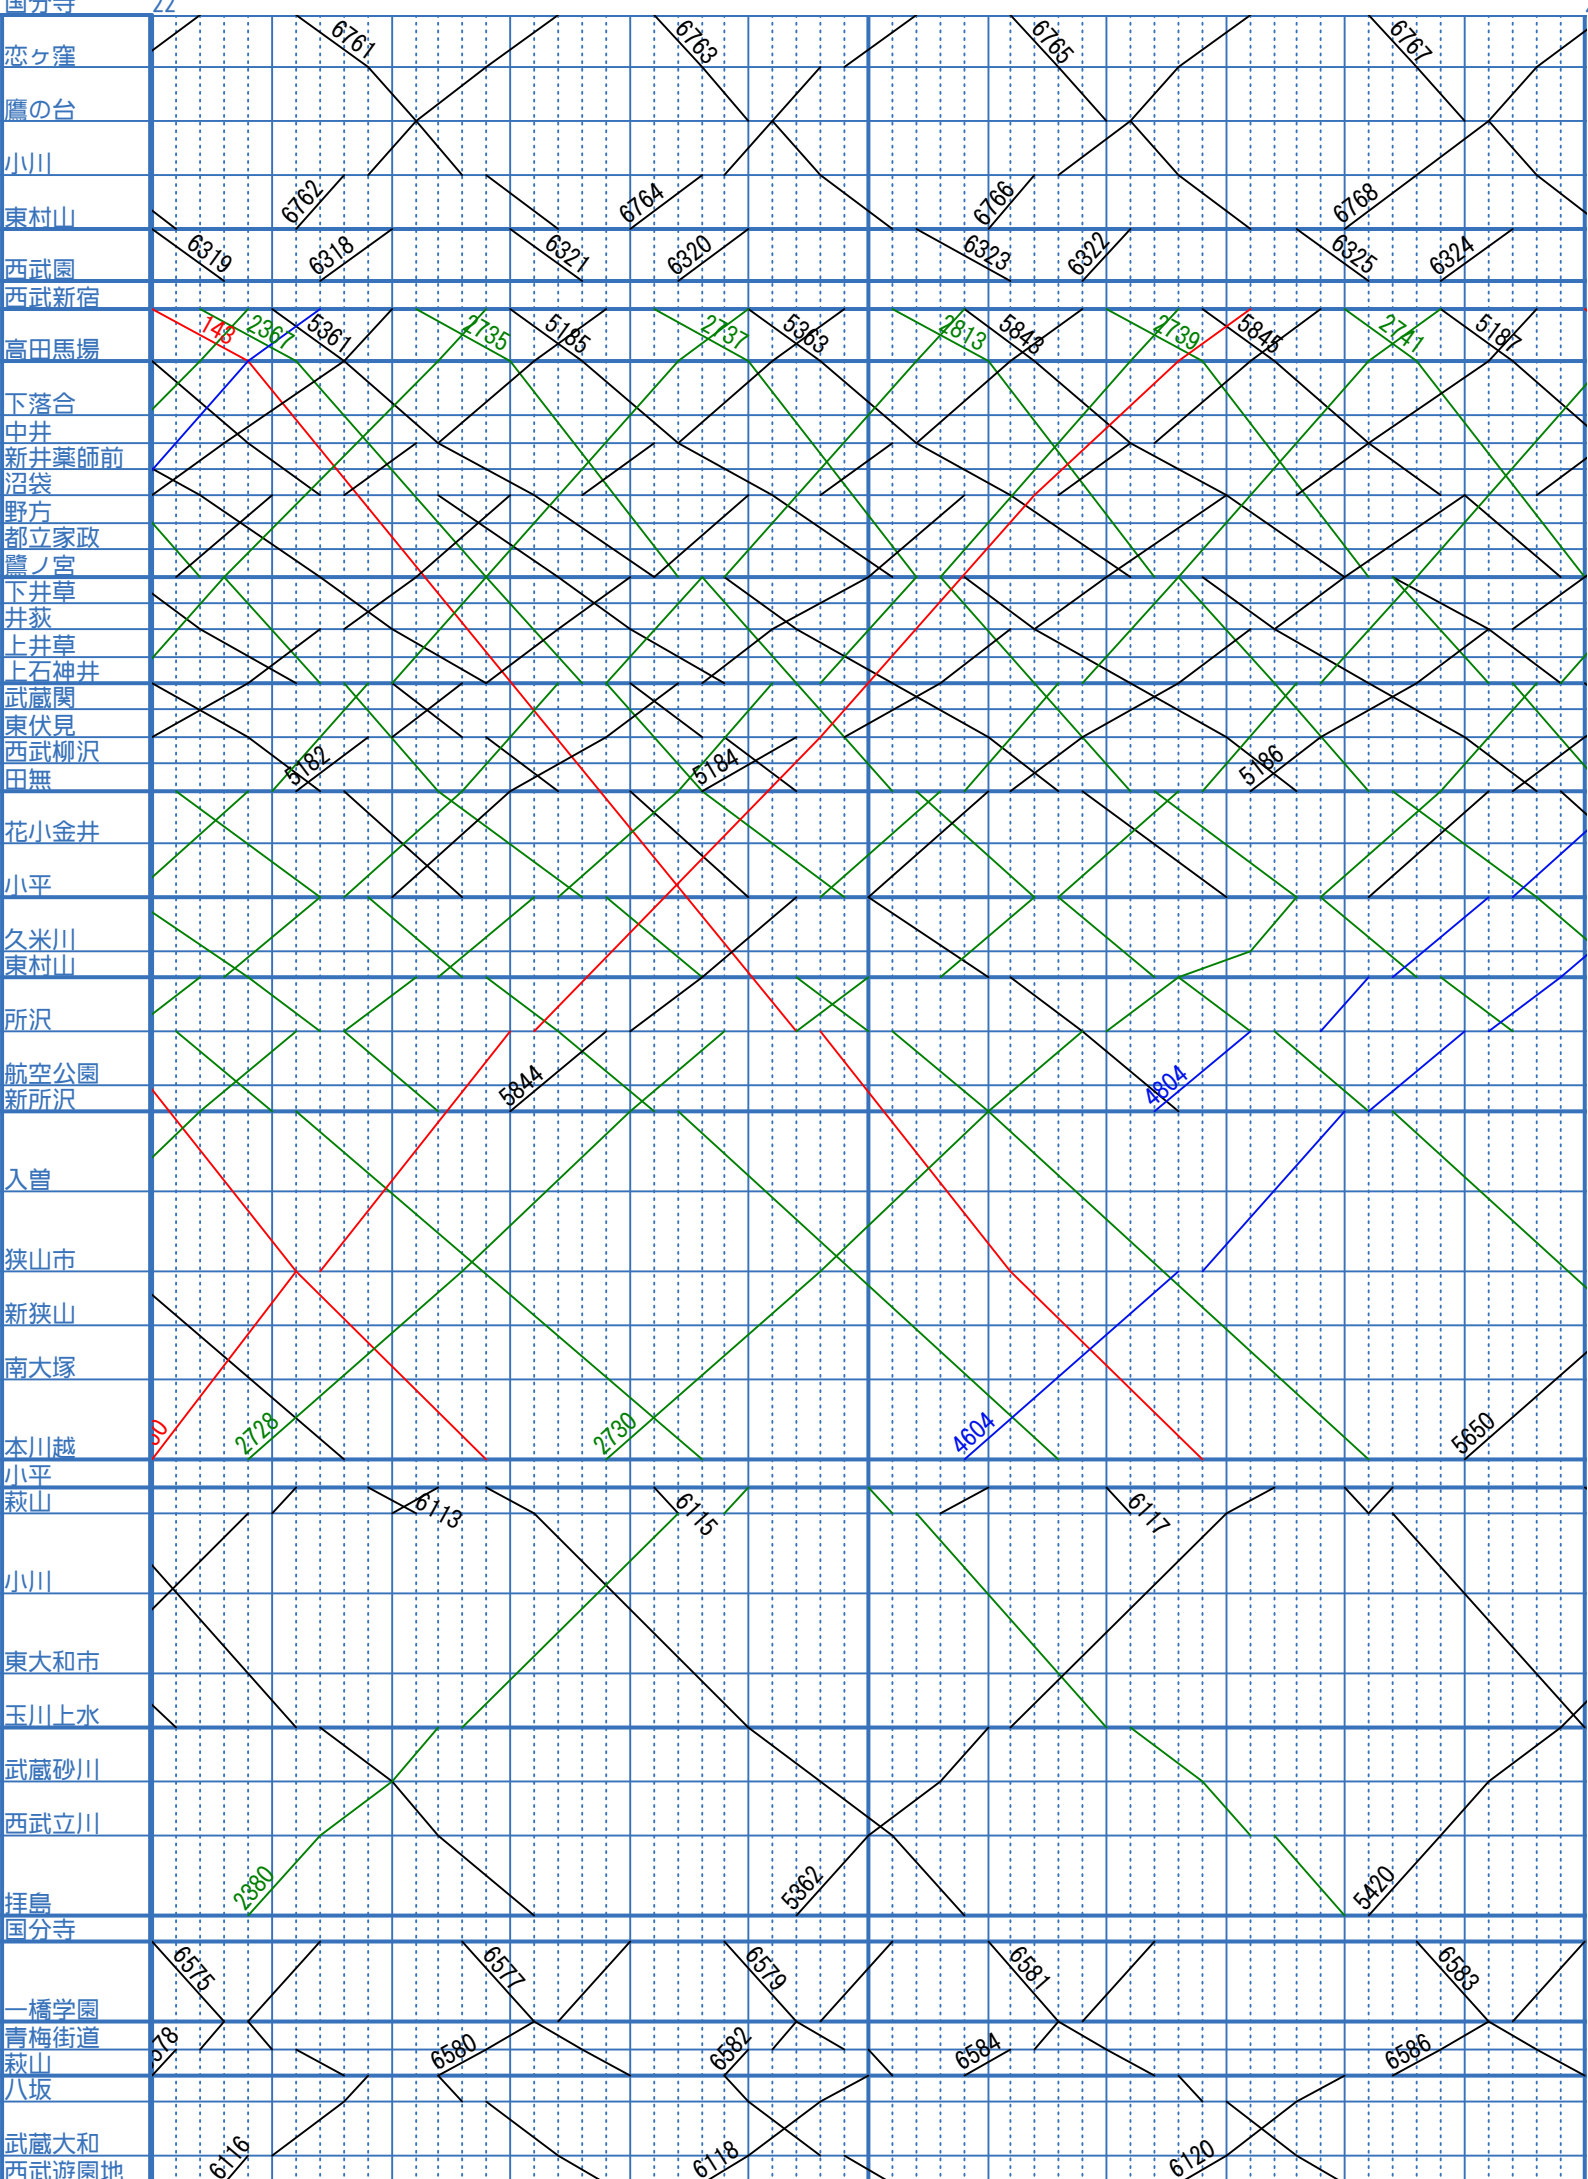 国分寺 22
6761 6763 6765 6767
恋ヶ窪
鷹の台
小川
6762 6764 6766 6768
東村山
6319 6318 6321 6320 6323 6322 6325 6324
西武園
西武新宿
143 2367 5361 2735 5185 2737 5363 2813 5843 2739 5845 2741 5187
高田馬場
下落合
中井
新井薬師前
沼袋
野方
都立家政
鷺ノ宮
下井草
井荻
上井草
上石神井
武蔵関
東伏見
西武柳沢
5182 5184 5186
田無
花小金井
小平
久米川
東村山
所沢
航空公園
5844 4804
新所沢
入曽
狭山市
新狭山
南大塚
2728 2730 4604 5650
本川越
小平
萩山
6113 6115 6117
小川
東大和市
玉川上水
武蔵砂川
西武立川
2380 5362 5420
拝島
国分寺
6575 6577 6579 6581 6583
一橋学園
青梅街道
6580 6582 6584 6586
萩山
八坂
武蔵大和
6116 6118 6120
西武遊園地